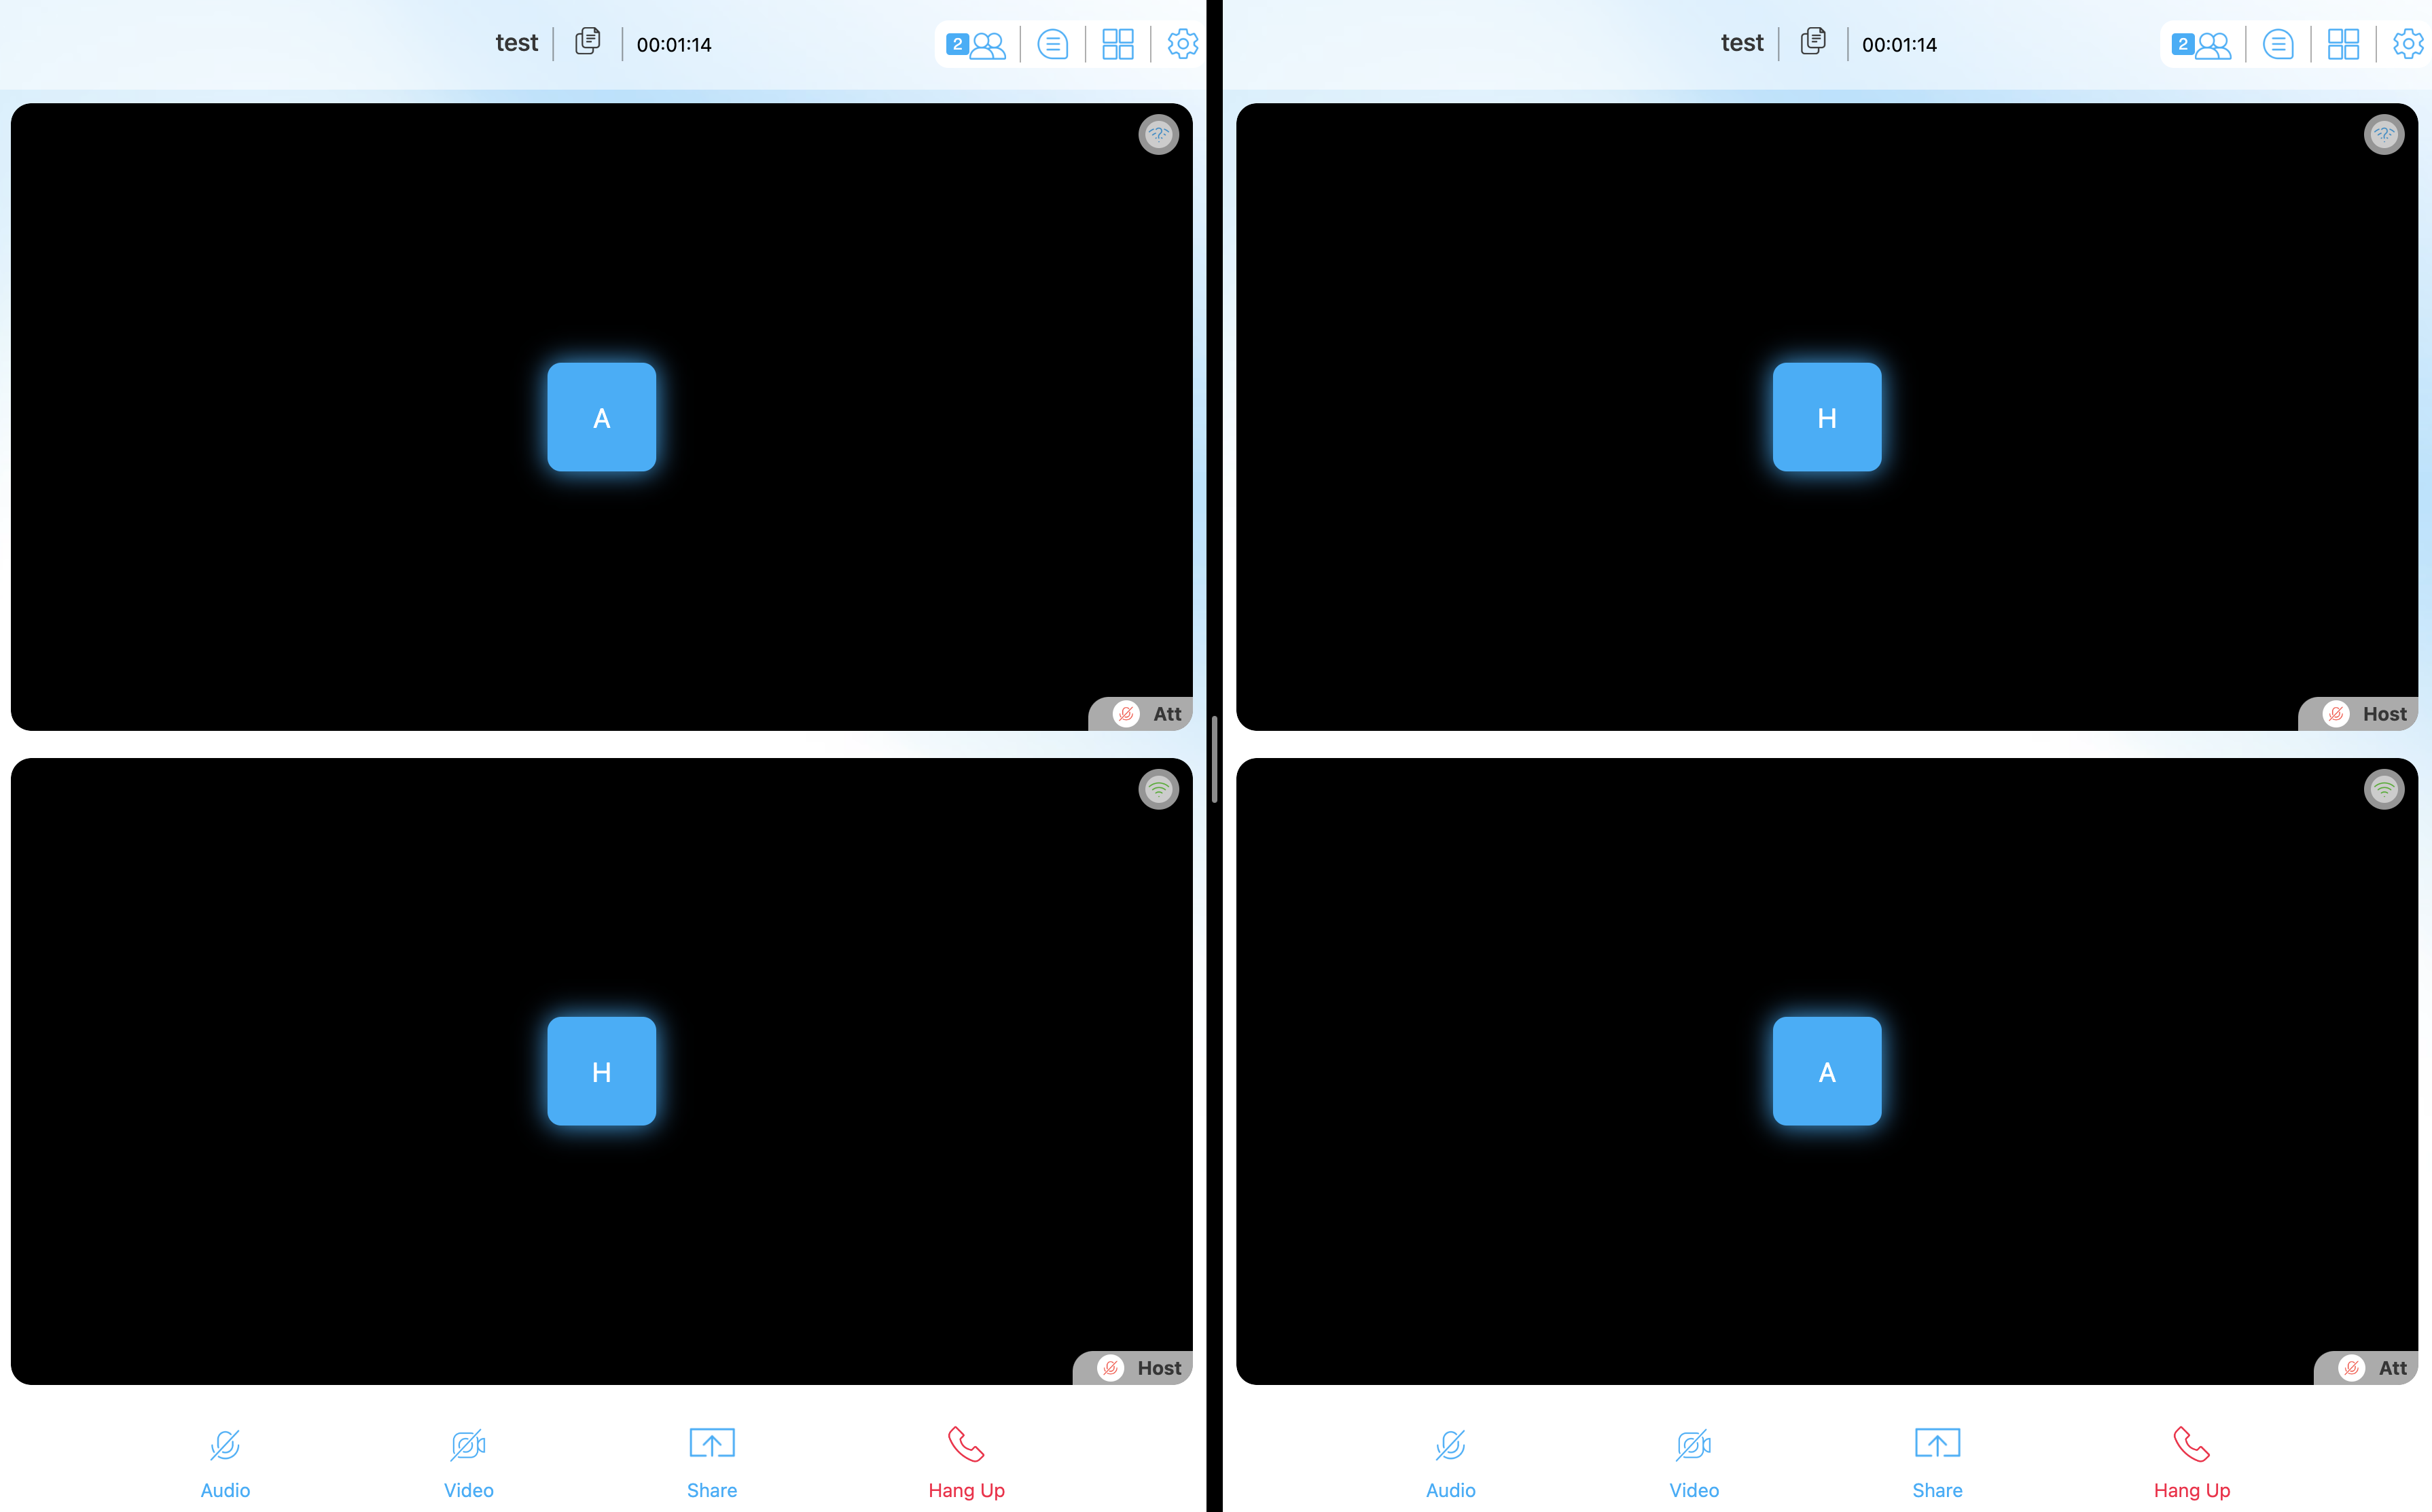 test 00:01:14 2
A
Att
H
Host
Audio Video Share Hang Up
test 00:01:14 2
H
Host
A
Att
Audio Video Share Hang Up